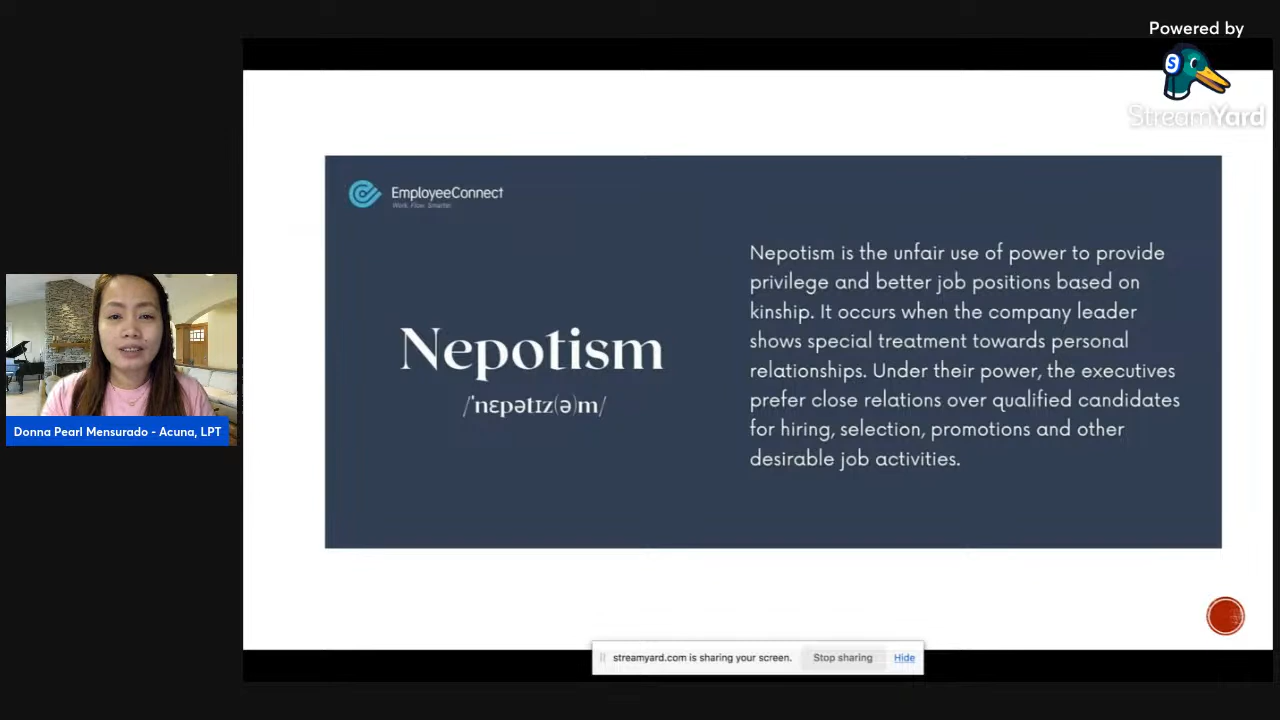 Powered by
StreamYard
EmployeeConnect
Work. Flow. Smarter.
Nepotism is the unfair use of power to provide
privilege and better job positions based on
kinship. It occurs when the company leader
shows special treatment towards personal
relationships. Under their power, the executives
prefer close relations over qualified candidates
for hiring, selection, promotions and other
desirable job activities.
Nepotism
/ˈnɛpətɪz(ə)m/
Donna Pearl Mensurado - Acuna, LPT
streamyard.com is sharing your screen. Stop sharing Hide